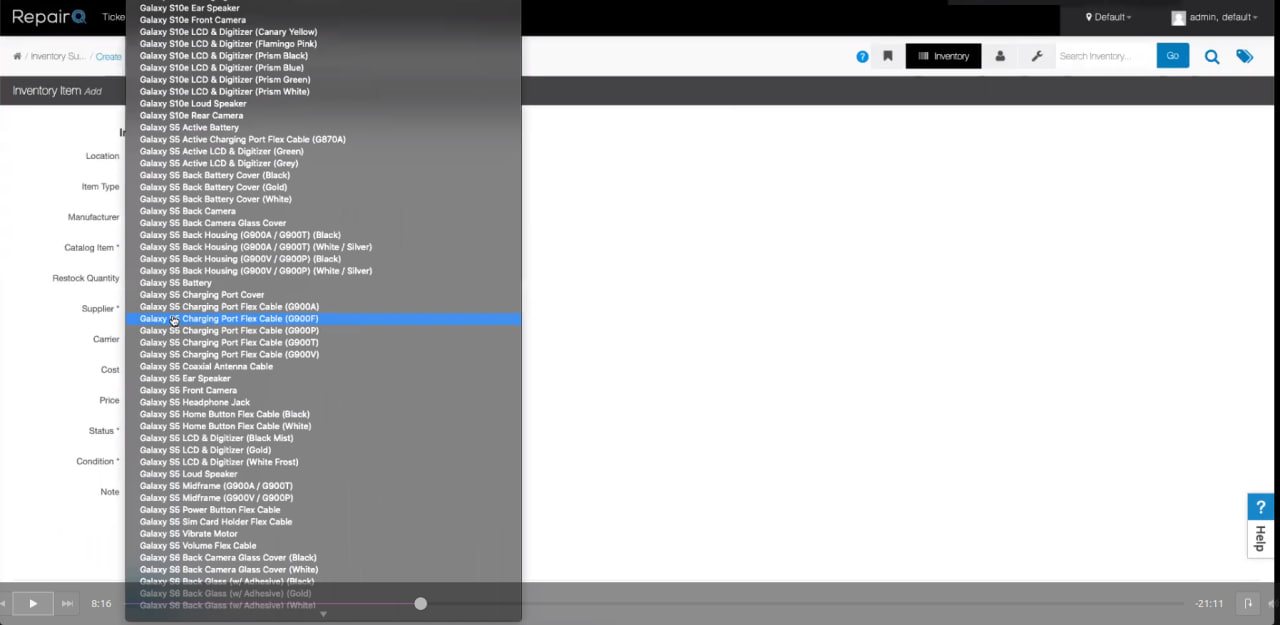 RepairQ Ticke
Default
admin, default
Inventory Su... / Create
Inventory
Search Inventory...
Go
Inventory Item Add
Location
Item Type
Manufacturer
Catalog Item *
Restock Quantity
Supplier *
Carrier
Cost
Price
Status *
Condition *
Note
Galaxy S10e Ear Speaker
Galaxy S10e Front Camera
Galaxy S10e LCD & Digitizer (Canary Yellow)
Galaxy S10e LCD & Digitizer (Flamingo Pink)
Galaxy S10e LCD & Digitizer (Prism Black)
Galaxy S10e LCD & Digitizer (Prism Blue)
Galaxy S10e LCD & Digitizer (Prism Green)
Galaxy S10e LCD & Digitizer (Prism White)
Galaxy S10e Loud Speaker
Galaxy S10e Rear Camera
Galaxy S5 Active Battery
Galaxy S5 Active Charging Port Flex Cable (G870A)
Galaxy S5 Active LCD & Digitizer (Green)
Galaxy S5 Active LCD & Digitizer (Grey)
Galaxy S5 Back Battery Cover (Black)
Galaxy S5 Back Battery Cover (Gold)
Galaxy S5 Back Battery Cover (White)
Galaxy S5 Back Camera
Galaxy S5 Back Camera Glass Cover
Galaxy S5 Back Housing (G900A / G900T) (Black)
Galaxy S5 Back Housing (G900A / G900T) (White / Silver)
Galaxy S5 Back Housing (G900V / G900P) (Black)
Galaxy S5 Back Housing (G900V / G900P) (White / Silver)
Galaxy S5 Battery
Galaxy S5 Charging Port Cover
Galaxy S5 Charging Port Flex Cable (G900A)
Galaxy S5 Charging Port Flex Cable (G900F)
Galaxy S5 Charging Port Flex Cable (G900P)
Galaxy S5 Charging Port Flex Cable (G900T)
Galaxy S5 Charging Port Flex Cable (G900V)
Galaxy S5 Coaxial Antenna Cable
Galaxy S5 Ear Speaker
Galaxy S5 Front Camera
Galaxy S5 Headphone Jack
Galaxy S5 Home Button Flex Cable (Black)
Galaxy S5 Home Button Flex Cable (White)
Galaxy S5 LCD & Digitizer (Black Mist)
Galaxy S5 LCD & Digitizer (Gold)
Galaxy S5 LCD & Digitizer (White Frost)
Galaxy S5 Loud Speaker
Galaxy S5 Midframe (G900A / G900T)
Galaxy S5 Midframe (G900V / G900P)
Galaxy S5 Power Button Flex Cable
Galaxy S5 Sim Card Holder Flex Cable
Galaxy S5 Vibrate Motor
Galaxy S5 Volume Flex Cable
Galaxy S6 Back Camera Glass Cover (Black)
Galaxy S6 Back Camera Glass Cover (White)
Galaxy S6 Back Glass (w/ Adhesive) (Black)
Galaxy S6 Back Glass (w/ Adhesive) (Gold)
Galaxy S6 Back Glass (w/ Adhesive) (White)
? Help
8:16
-21:11